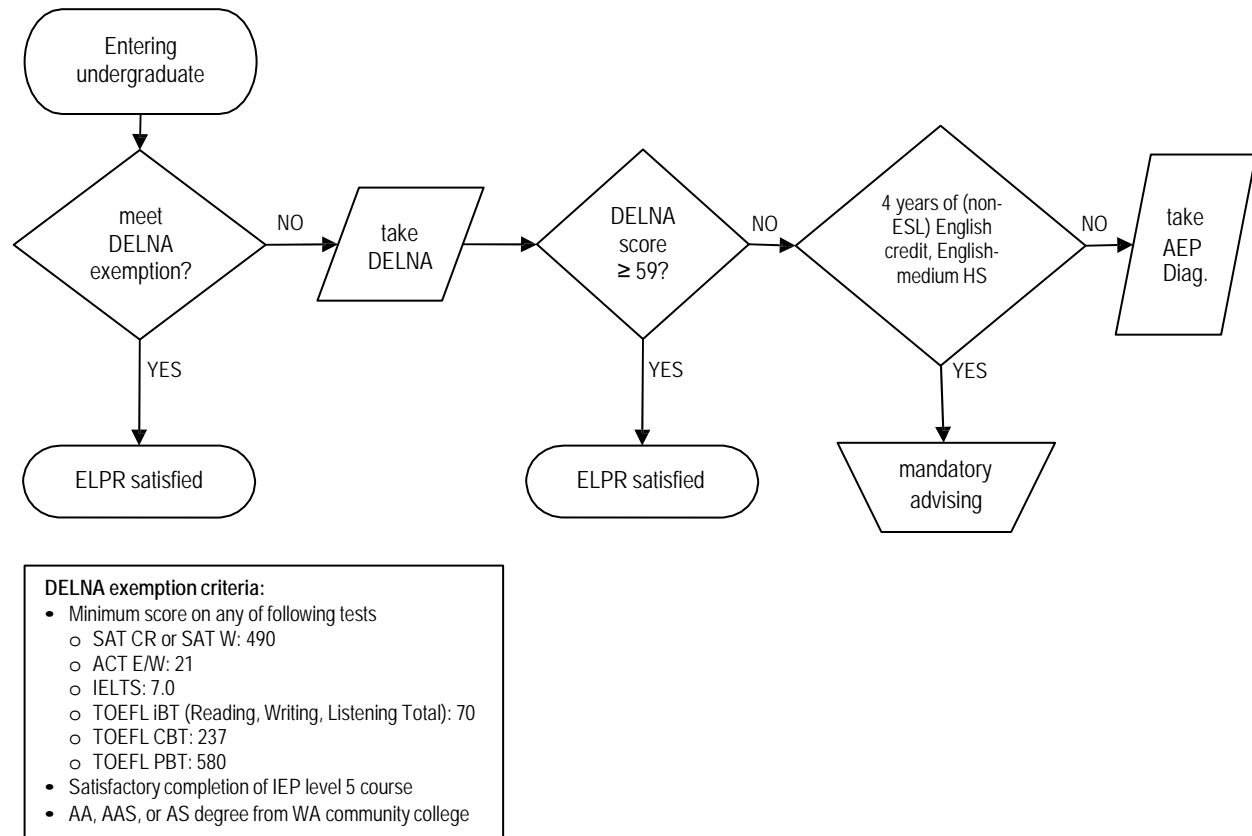 Entering
undergraduate
meet
DELNA
exemption?
NO
YES
ELPR satisfied
take
DELNA
DELNA
score
≥ 59?
NO
YES
ELPR satisfied
4 years of (non-
ESL) English
credit, English-
medium HS
NO
YES
mandatory
advising
take
AEP
Diag.
DELNA exemption criteria:
• Minimum score on any of following tests
o SAT CR or SAT W: 490
o ACT E/W: 21
o IELTS: 7.0
o TOEFL iBT (Reading, Writing, Listening Total): 70
o TOEFL CBT: 237
o TOEFL PBT: 580
• Satisfactory completion of IEP level 5 course
• AA, AAS, or AS degree from WA community college